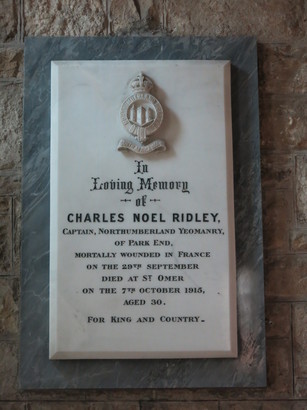 In
Loving Memory
of
CHARLES NOEL RIDLEY,
CAPTAIN, NORTHUMBERLAND YEOMANRY,
OF PARK END,
MORTALLY WOUNDED IN FRANCE
ON THE 29TH SEPTEMBER
DIED AT ST OMER
ON THE 7TH OCTOBER 1915,
AGED 30.
FOR KING AND COUNTRY.